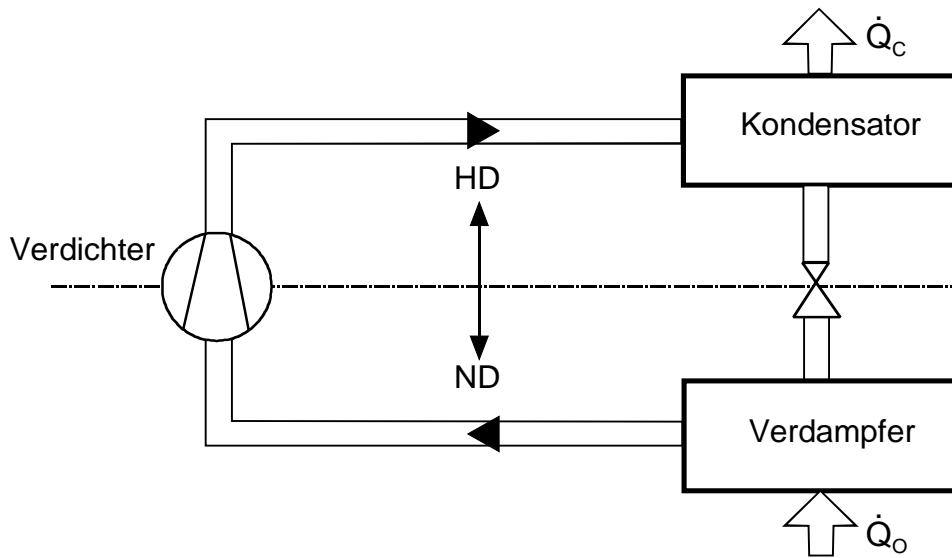 Q̇C
Kondensator
HD
Verdichter
ND
Verdampfer
Q̇O